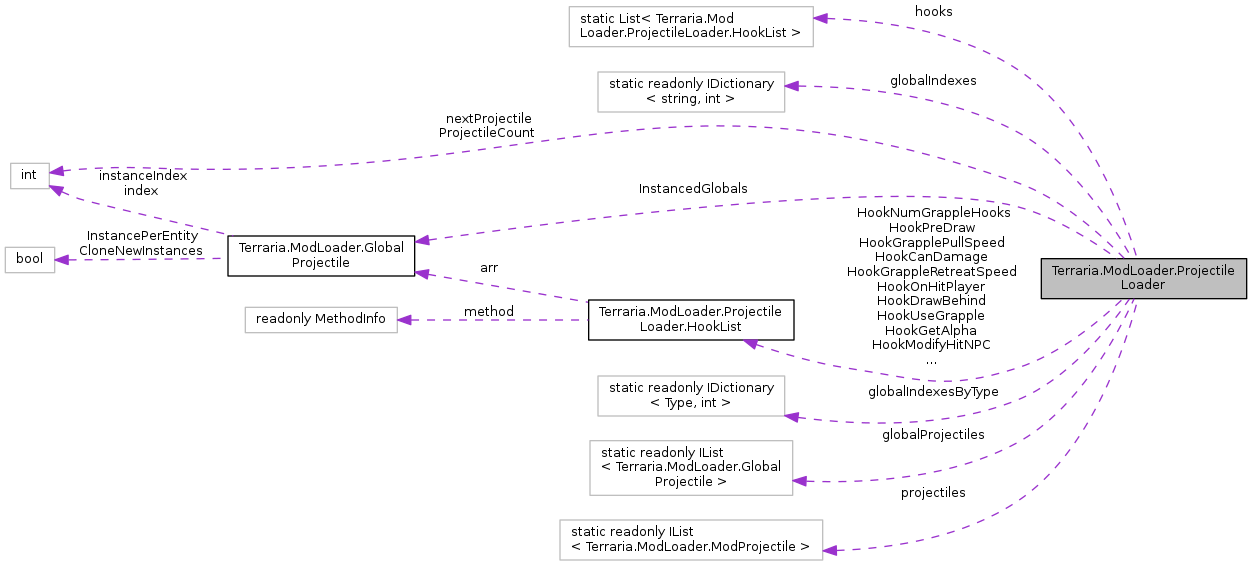 hooks
static List< Terraria.Mod
Loader.ProjectileLoader.HookList >
globalIndexes
static readonly IDictionary
< string, int >
nextProjectile
ProjectileCount
int
instanceIndex
index
InstancedGlobals
HookNumGrappleHooks
HookPreDraw
HookGrapplePullSpeed
HookCanDamage
HookGrappleRetreatSpeed
HookOnHitPlayer
HookDrawBehind
HookUseGrapple
HookGetAlpha
HookModifyHitNPC
...
InstancePerEntity
CloneNewInstances
bool
Terraria.ModLoader.Global
Projectile
arr
Terraria.ModLoader.Projectile
Loader
readonly MethodInfo
method
Terraria.ModLoader.Projectile
Loader.HookList
static readonly IDictionary
< Type, int >
globalIndexesByType
globalProjectiles
static readonly IList
< Terraria.ModLoader.Global
Projectile >
projectiles
static readonly IList
< Terraria.ModLoader.ModProjectile >